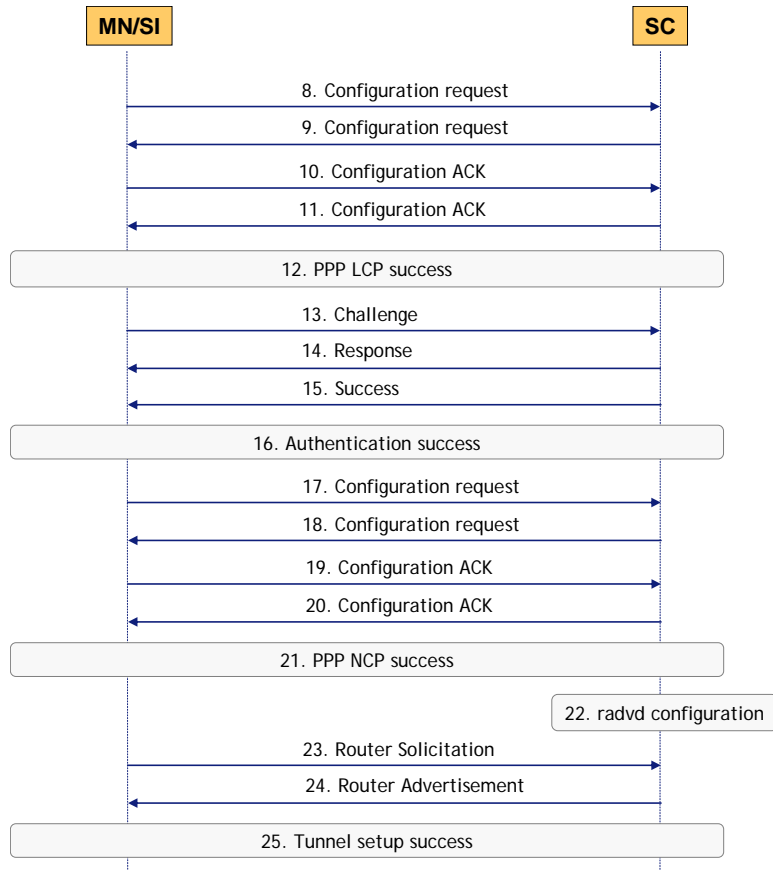 MN/SI
SC
8. Configuration request
9. Configuration request
10. Configuration ACK
11. Configuration ACK
12. PPP LCP success
13. Challenge
14. Response
15. Success
16. Authentication success
17. Configuration request
18. Configuration request
19. Configuration ACK
20. Configuration ACK
21. PPP NCP success
22. radvd configuration
23. Router Solicitation
24. Router Advertisement
25. Tunnel setup success